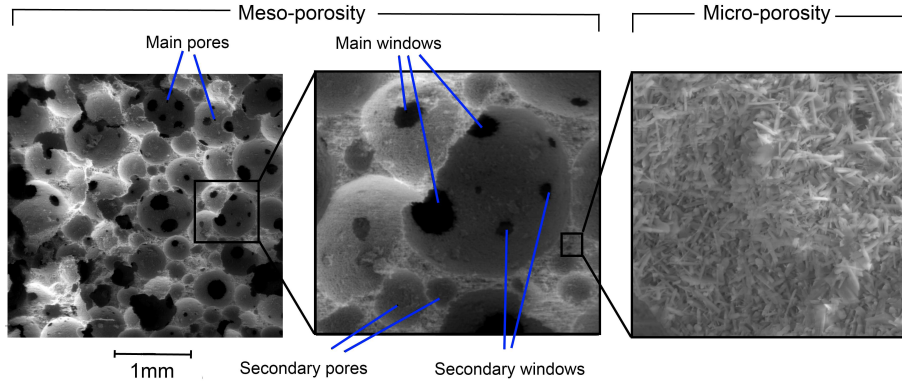 Meso-porosity
Micro-porosity
Main pores
Main windows
Secondary pores
Secondary windows
1mm